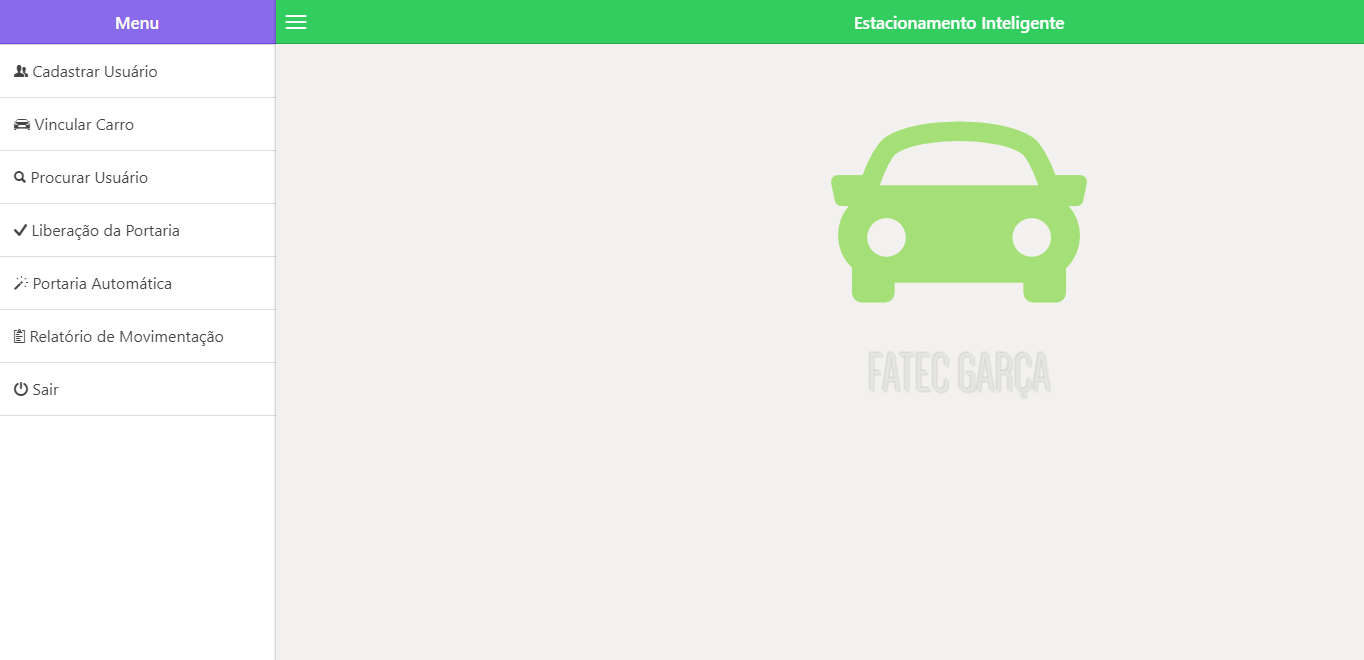 Menu
Estacionamento Inteligente
Cadastrar Usuário
Vincular Carro
Procurar Usuário
Liberação da Portaria
Portaria Automática
Relatório de Movimentação
Sair
FATEC GARÇA